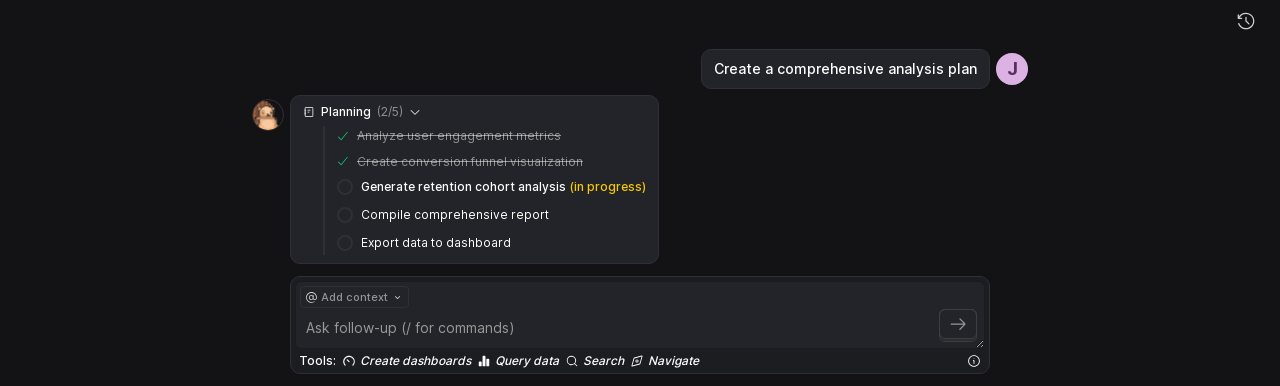 Create a comprehensive analysis plan
J
Planning (2/5)
Analyze user engagement metrics
Create conversion funnel visualization
Generate retention cohort analysis (in progress)
Compile comprehensive report
Export data to dashboard
@ Add context
Ask follow-up (/ for commands)
Tools: Create dashboards Query data Search Navigate